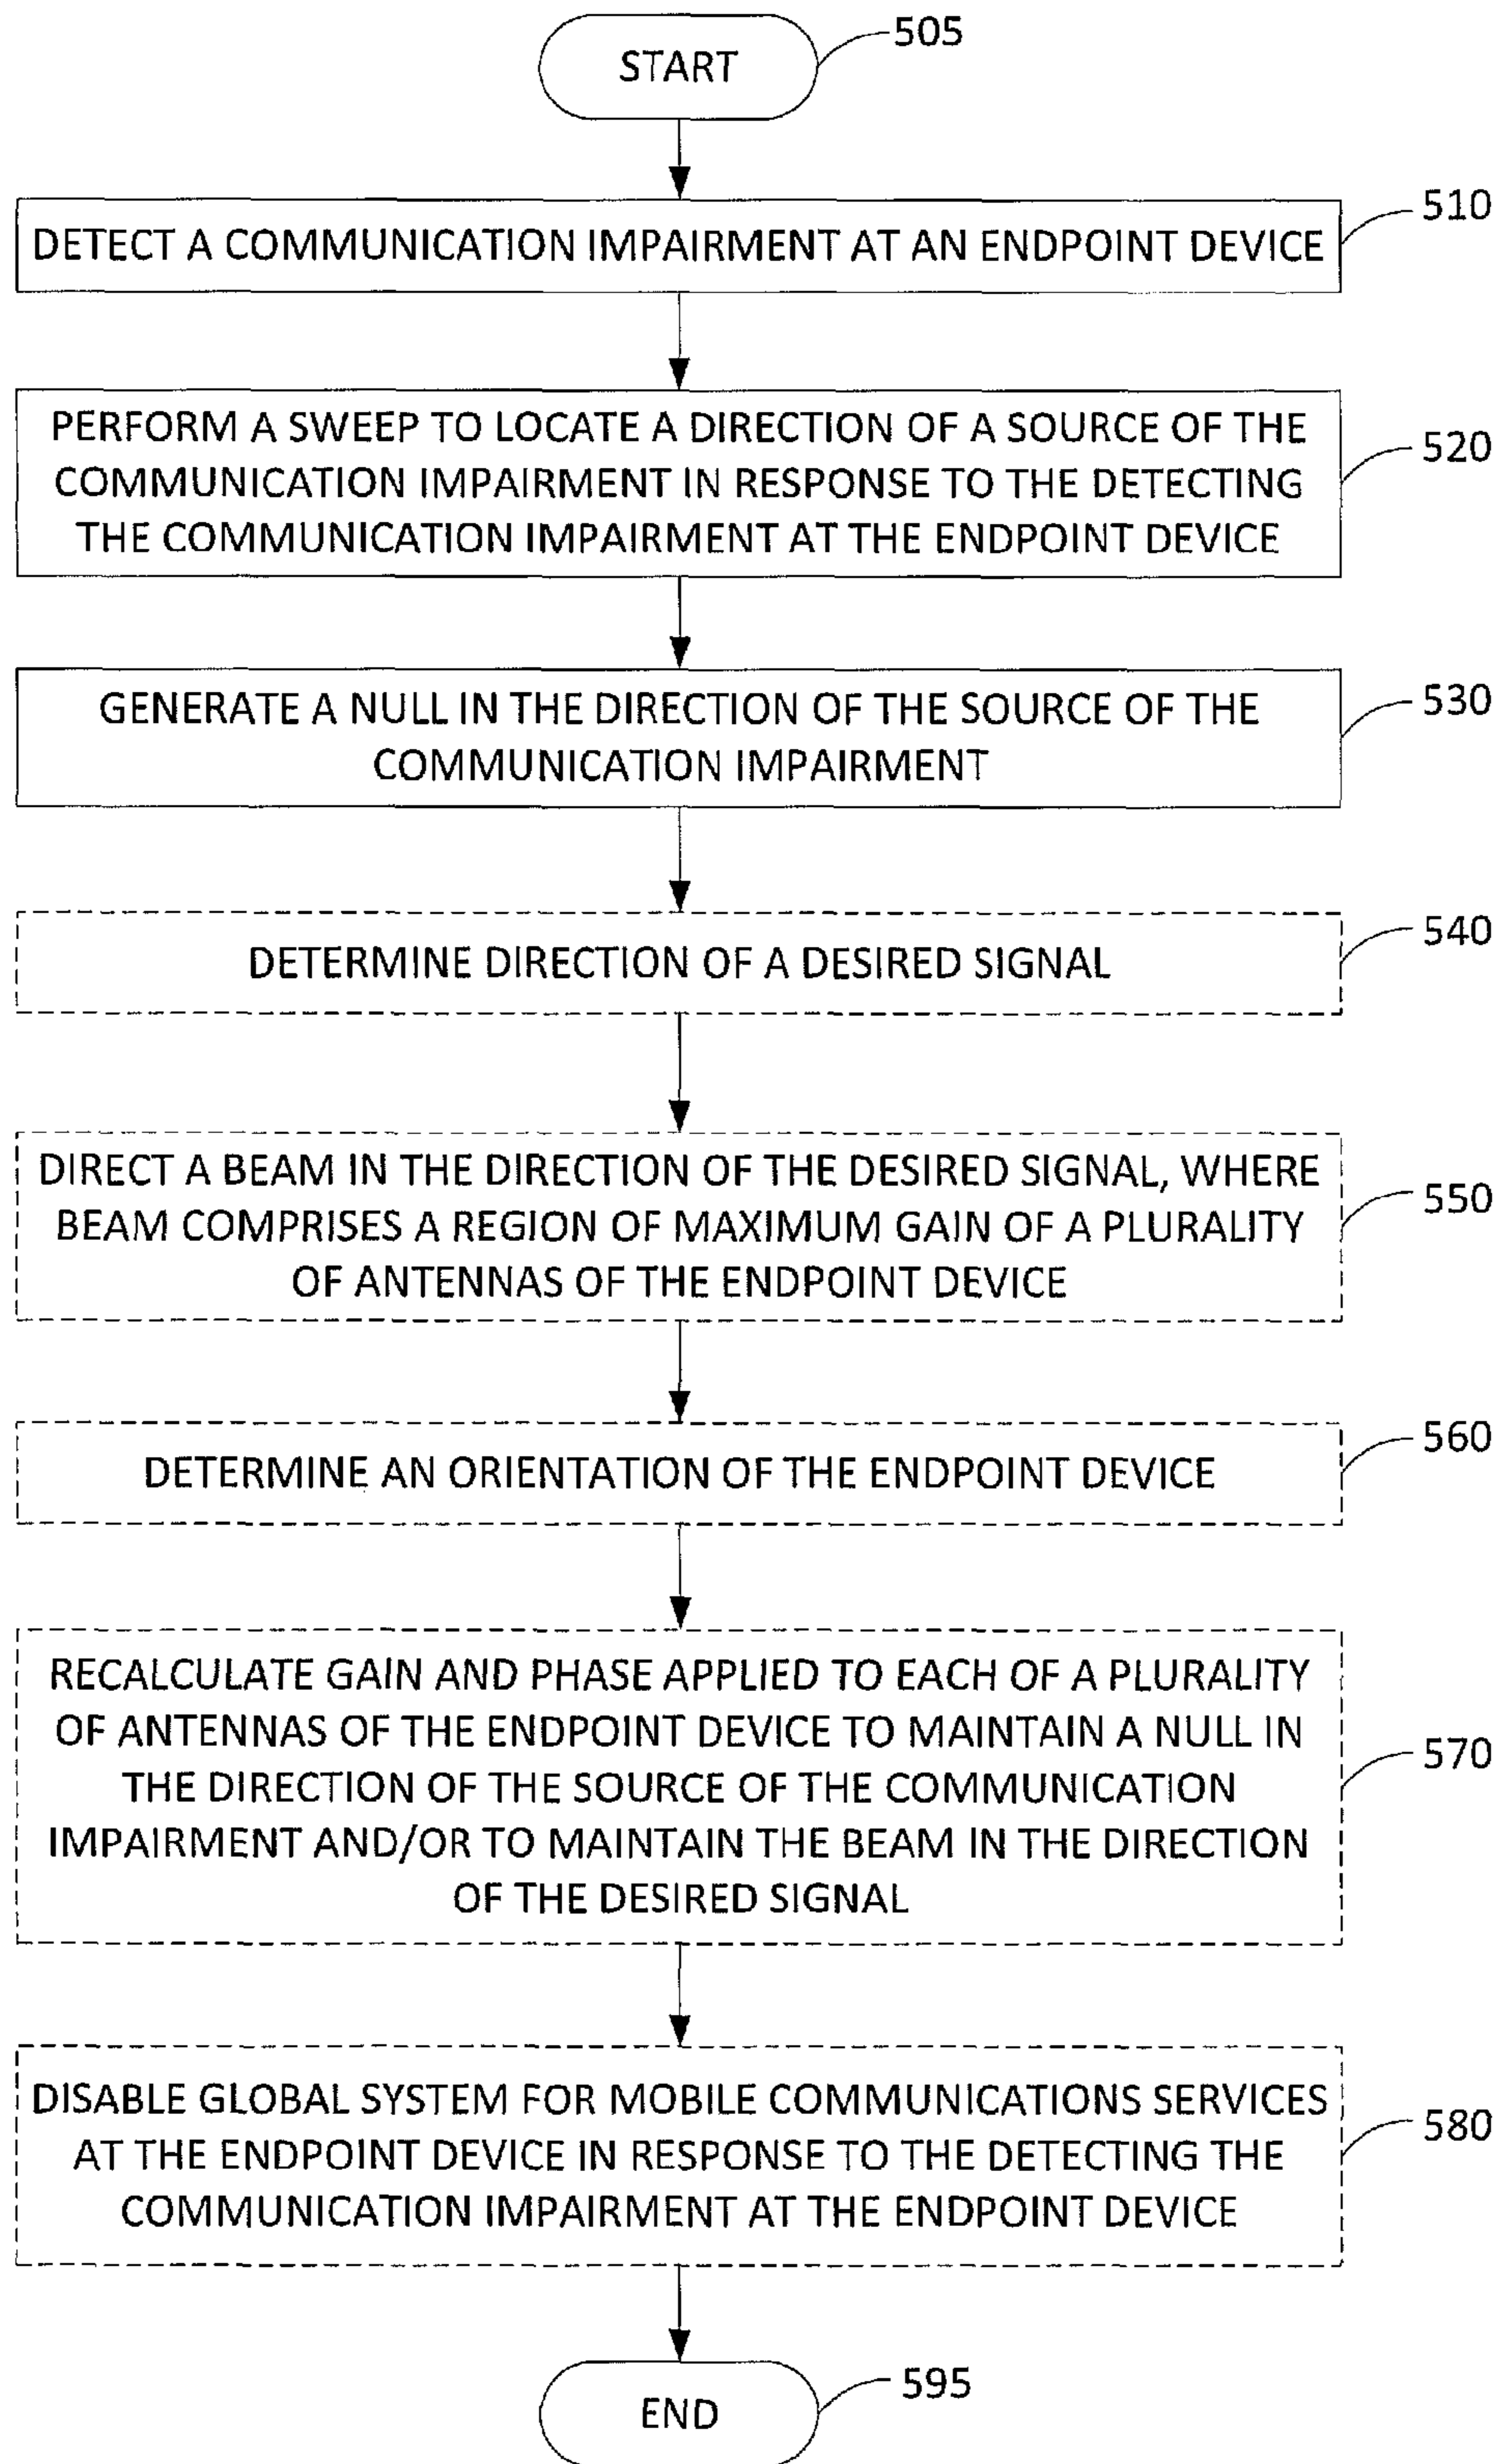 START
505
DETECT A COMMUNICATION IMPAIRMENT AT AN ENDPOINT DEVICE
510
PERFORM A SWEEP TO LOCATE A DIRECTION OF A SOURCE OF THE
COMMUNICATION IMPAIRMENT IN RESPONSE TO THE DETECTING
THE COMMUNICATION IMPAIRMENT AT THE ENDPOINT DEVICE
520
GENERATE A NULL IN THE DIRECTION OF THE SOURCE OF THE
COMMUNICATION IMPAIRMENT
530
DETERMINE DIRECTION OF A DESIRED SIGNAL
540
DIRECT A BEAM IN THE DIRECTION OF THE DESIRED SIGNAL, WHERE
BEAM COMPRISES A REGION OF MAXIMUM GAIN OF A PLURALITY
OF ANTENNAS OF THE ENDPOINT DEVICE
550
DETERMINE AN ORIENTATION OF THE ENDPOINT DEVICE
560
RECALCULATE GAIN AND PHASE APPLIED TO EACH OF A PLURALITY
OF ANTENNAS OF THE ENDPOINT DEVICE TO MAINTAIN A NULL IN
THE DIRECTION OF THE SOURCE OF THE COMMUNICATION
IMPAIRMENT AND/OR TO MAINTAIN THE BEAM IN THE DIRECTION
OF THE DESIRED SIGNAL
570
DISABLE GLOBAL SYSTEM FOR MOBILE COMMUNICATIONS SERVICES
AT THE ENDPOINT DEVICE IN RESPONSE TO THE DETECTING THE
COMMUNICATION IMPAIRMENT AT THE ENDPOINT DEVICE
580
END
595